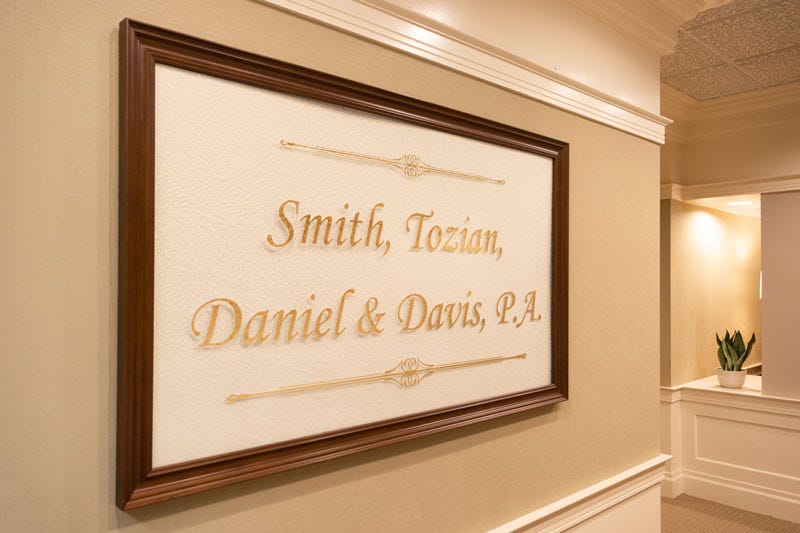 Smith, Tozian,
Daniel & Davis, P.A.